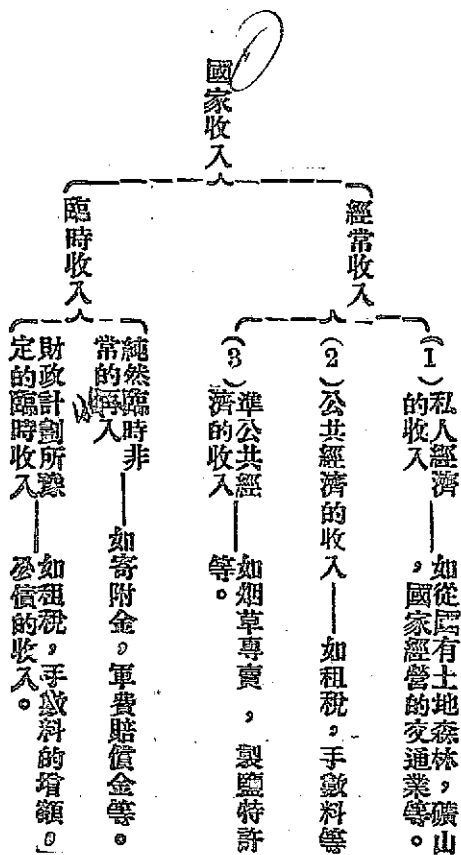 國家收入
經常收入
(1)私人經濟
的收入
如從國有土地森林，礦山
，國家經營的交通業等。
(2)公共經濟的收入
如租稅，手數料等
(3)準公共經
濟的收入
如烟草專賣，製鹽特許
等。
臨時收入
純然臨時非
常的入
如寄附金，軍費賠償金等。
財政計劃所豫
定的臨時收入
如租稅，手數料的增額，
公債的收入。